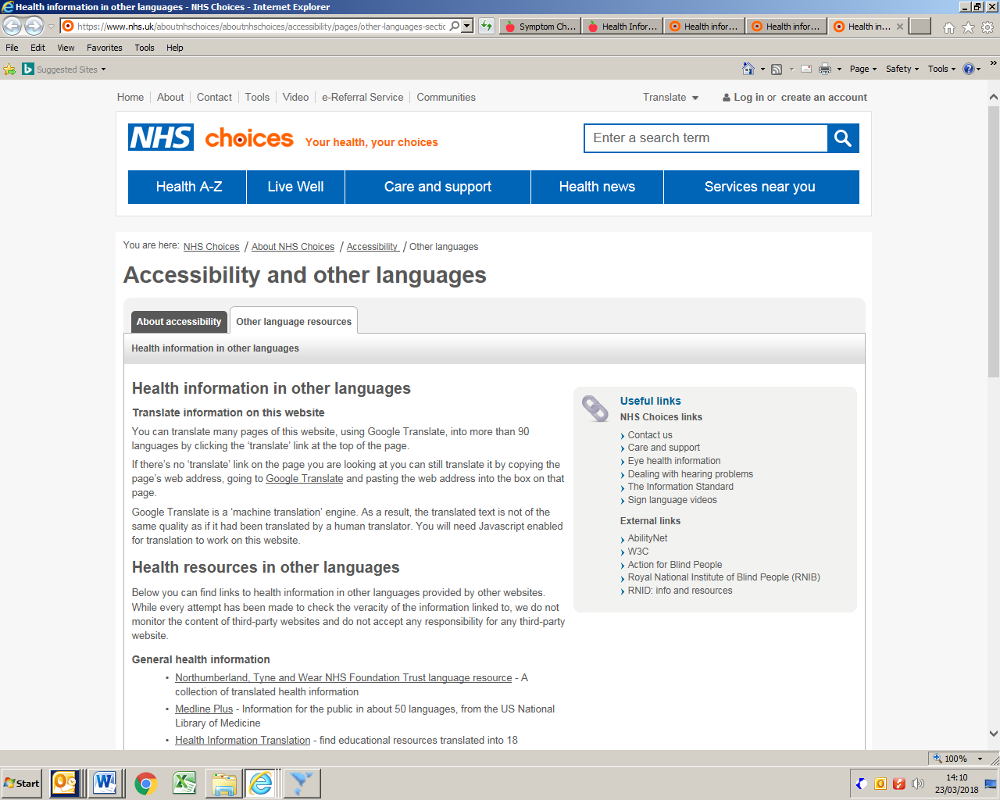 Health information in other languages - NHS Choices - Internet Explorer
https://www.nhs.uk/aboutnhschoices/aboutnhschoices/accessibility/pages/other-languages-sectic
Symptom Ch...
Health Infor...
Health infor...
Health infor...
Health in...
File Edit View Favorites Tools Help
Suggested Sites
Page Safety Tools
Home About Contact Tools Video e-Referral Service Communities
Translate
Log in or create an account
NHS choices Your health, your choices
Enter a search term
Health A-Z Live Well Care and support Health news Services near you
You are here: NHS Choices / About NHS Choices / Accessibility / Other languages
Accessibility and other languages
About accessibility Other language resources
Health information in other languages
Health information in other languages
Translate information on this website
You can translate many pages of this website, using Google Translate, into more than 90
languages by clicking the ‘translate’ link at the top of the page.
If there’s no ‘translate’ link on the page you are looking at you can still translate it by copying the
page’s web address, going to Google Translate and pasting the web address into the box on that
page.
Google Translate is a ‘machine translation’ engine. As a result, the translated text is not of the
same quality as if it had been translated by a human translator. You will need Javascript enabled
for translation to work on this website.
Health resources in other languages
Below you can find links to health information in other languages provided by other websites.
While every attempt has been made to check the veracity of the information linked to, we do not
monitor the content of third-party websites and do not accept any responsibility for any third-party
website.
General health information
• Northumberland, Tyne and Wear NHS Foundation Trust language resource - A
collection of translated health information
• Medline Plus - Information for the public in about 50 languages, from the US National
Library of Medicine
• Health Information Translation - find educational resources translated into 18
Useful links
NHS Choices links
Contact us
Care and support
Eye health information
Dealing with hearing problems
The Information Standard
Sign language videos
External links
AbilityNet
W3C
Action for Blind People
Royal National Institute of Blind People (RNIB)
RNID: info and resources
100%
Start
14:10
23/03/2018